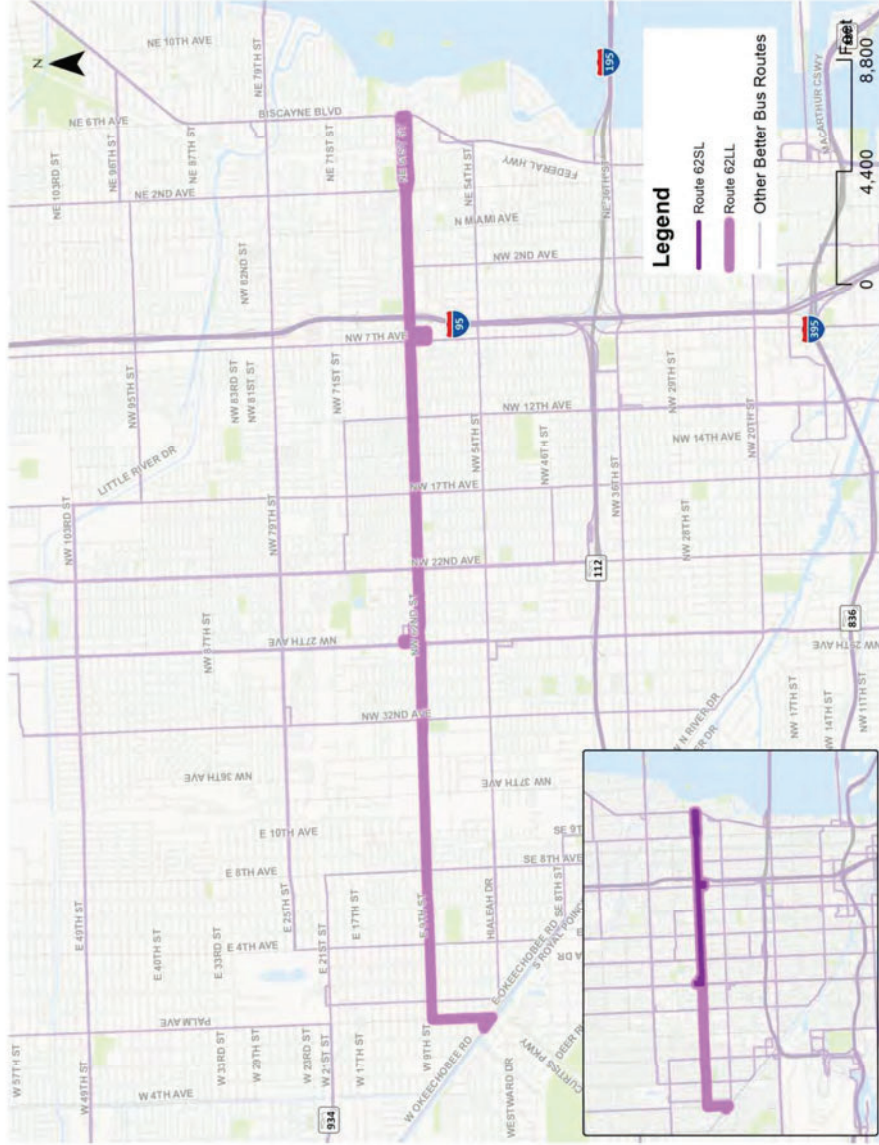 N
NE 10TH AVE
NE 6TH AVE
NE 79TH ST
NE 103RD ST
NE 96TH ST
NE 87TH ST
BISCAYNE BLVD
NE 71ST ST
NE 2ND AVE
NE 54TH ST
FEDERAL HWY
N MIAMI AVE
NE 36TH ST
195
MACARTHUR CSWY
NW 82ND ST
NW 2ND AVE
95
NW 7TH AVE
NW 95TH ST
NW 83RD ST
NW 81ST ST
NW 71ST ST
395
LITTLE RIVER DR
NW 12TH AVE
NW 29TH ST
NW 54TH ST
NW 46TH ST
NW 14TH AVE
NW 20TH ST
NW 103RD ST
NW 79TH ST
NW 17TH AVE
NW 36TH ST
NW 28TH ST
NW 22ND AVE
112
NW 62ND ST
836
NW 27TH AVE
NW 32ND AVE
NW 17TH ST
NW 14TH ST
NW 11TH ST
NW 36TH AVE
NW 37TH AVE
E 10TH AVE
E 8TH AVE
SE 8TH AVE
SE 8TH ST
E 49TH ST
E 40TH ST
E 33RD ST
E 4TH AVE
E 25TH ST
E 21ST ST
E 17TH ST
E 9TH ST
HIALEAH DR
E OKEECHOBEE RD
PALM AVE
W 57TH ST
W 49TH ST
W 33RD ST
W 29TH ST
W 23RD ST
W 21ST ST
W 17TH ST
W 9TH ST
W 4TH AVE
934
W OKEECHOBEE RD
WESTWARD DR
CURTISS PKWY
Legend
Route 62SL
Route 62LL
Other Better Bus Routes
Feet
0 4,400 8,800